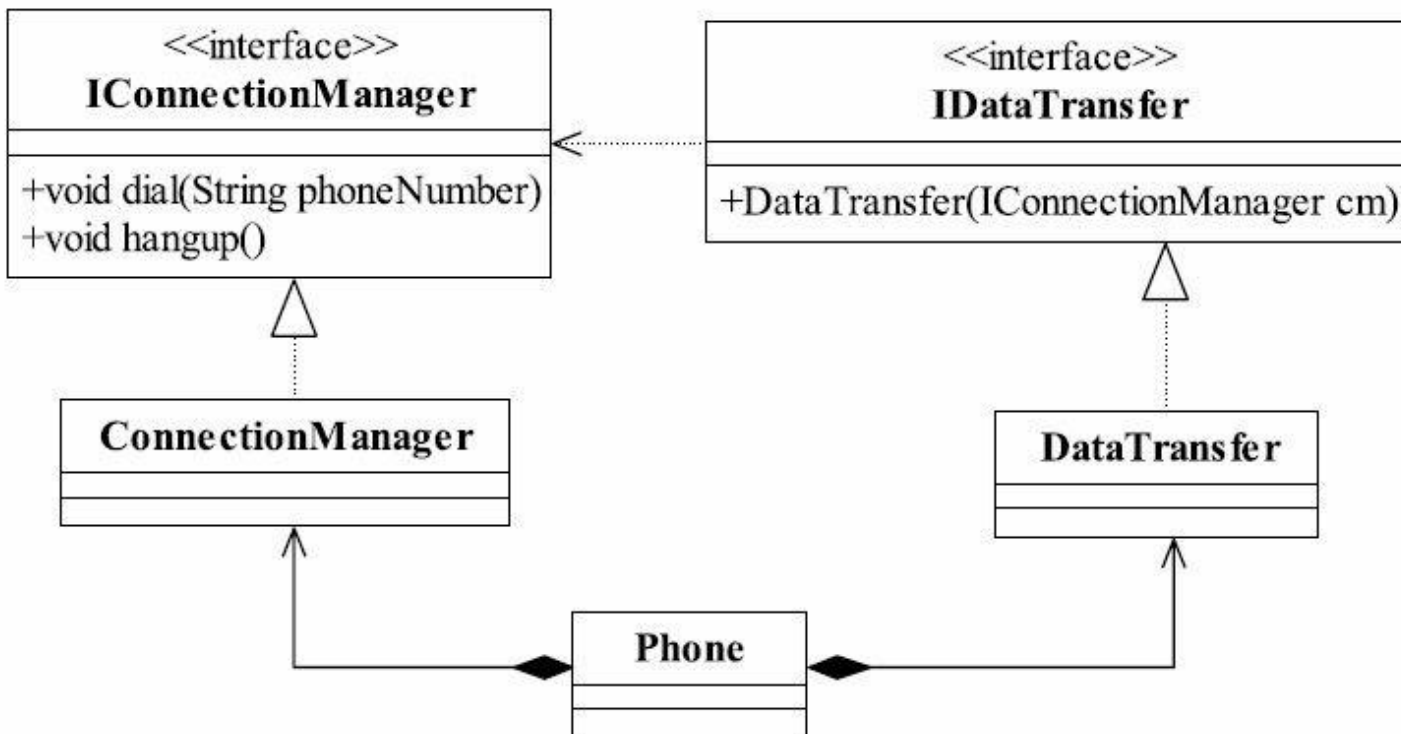 <<interface>>
IConnectionManager
+void dial(String phoneNumber)
+void hangup()
<<interface>>
IDataTransfer
+DataTransfer(IConnectionManager cm)
ConnectionManager
DataTransfer
Phone